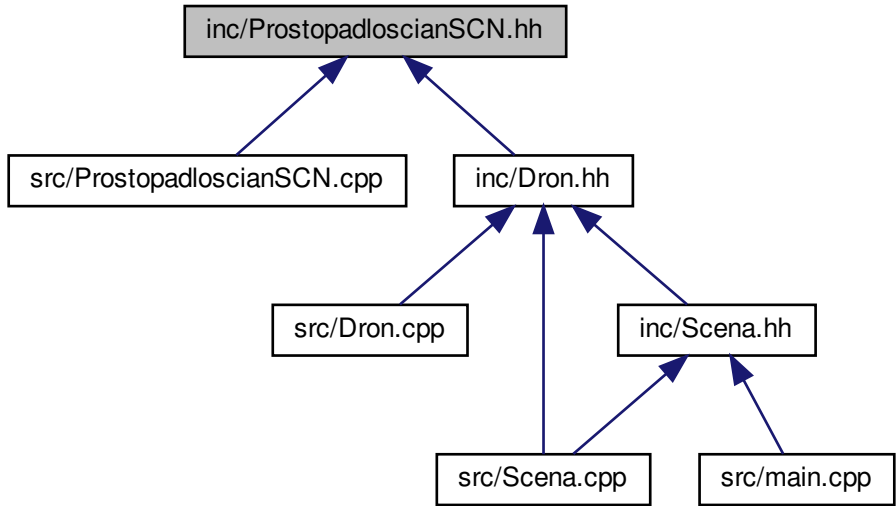 inc/ProstopadloscianSCN.hh
src/ProstopadloscianSCN.cpp
inc/Dron.hh
src/Dron.cpp
inc/Scena.hh
src/Scena.cpp
src/main.cpp